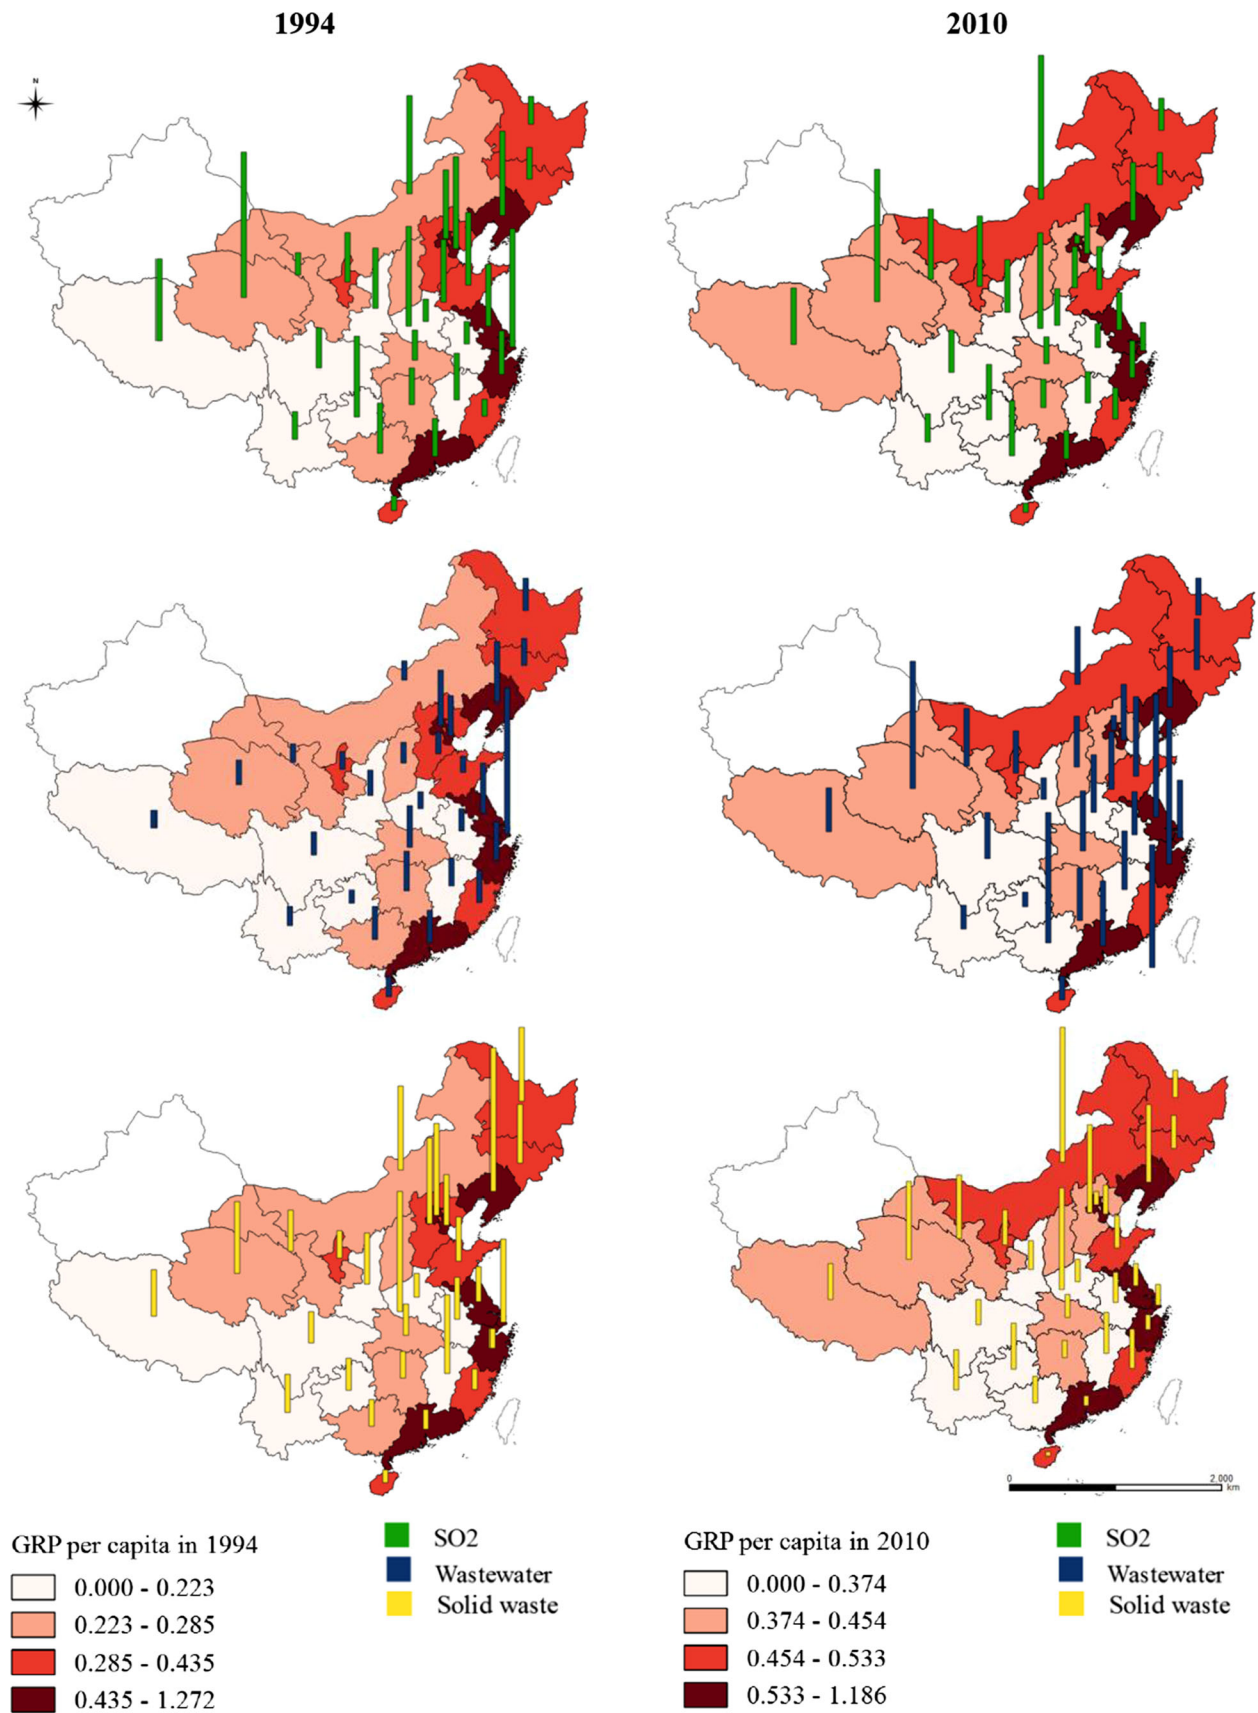 1994
2010
N
0
2.000
km
GRP per capita in 1994
0.000 - 0.223
0.223 - 0.285
0.285 - 0.435
0.435 - 1.272
SO2
Wastewater
Solid waste
GRP per capita in 2010
0.000 - 0.374
0.374 - 0.454
0.454 - 0.533
0.533 - 1.186
SO2
Wastewater
Solid waste